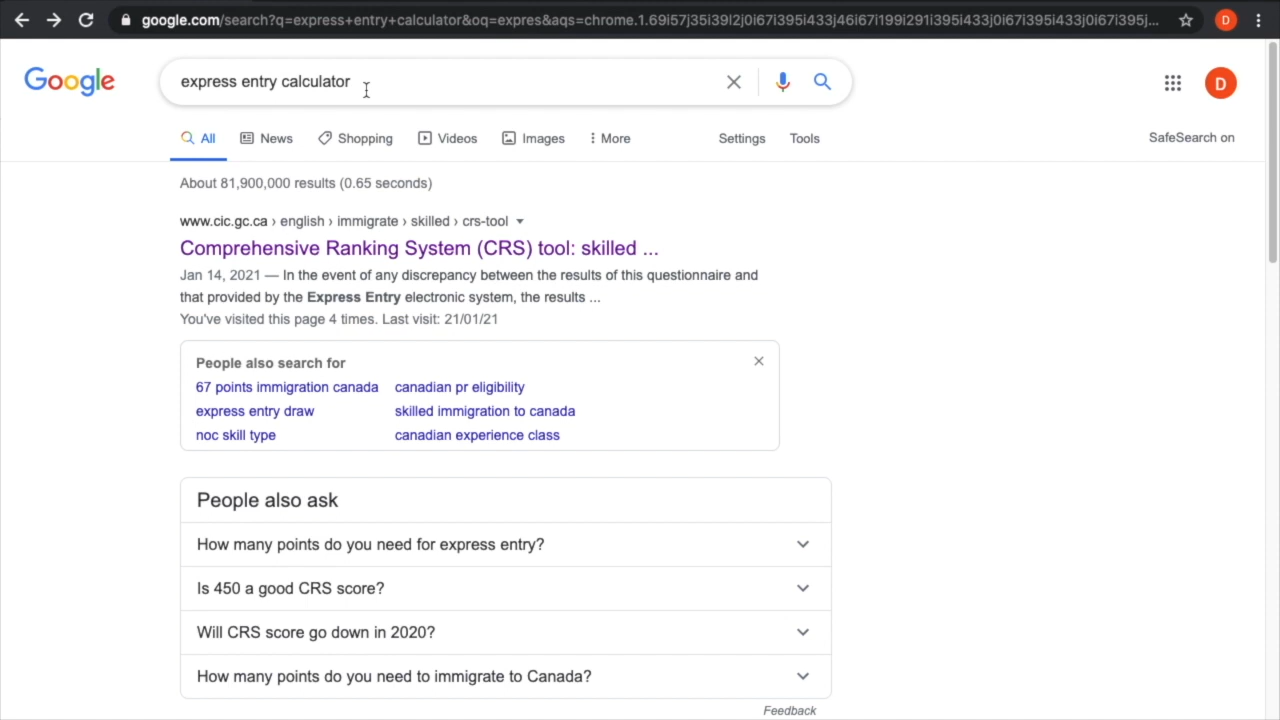 google.com/search?q=express+entry+calculator&oq=expres&aqs=chrome.1.69i57j35i39l2j0i67i395i433j46i67i199i291i395i433j0i67i395i433j0i67i395j...
D
Google
express entry calculator
D
All
News
Shopping
Videos
Images
More
Settings
Tools
SafeSearch on
About 81,900,000 results (0.65 seconds)
www.cic.gc.ca › english › immigrate › skilled › crs-tool
Comprehensive Ranking System (CRS) tool: skilled ...
Jan 14, 2021 — In the event of any discrepancy between the results of this questionnaire and
that provided by the Express Entry electronic system, the results ...
You've visited this page 4 times. Last visit: 21/01/21
People also search for
67 points immigration canada canadian pr eligibility
express entry draw skilled immigration to canada
noc skill type canadian experience class
People also ask
How many points do you need for express entry?
Is 450 a good CRS score?
Will CRS score go down in 2020?
How many points do you need to immigrate to Canada?
Feedback